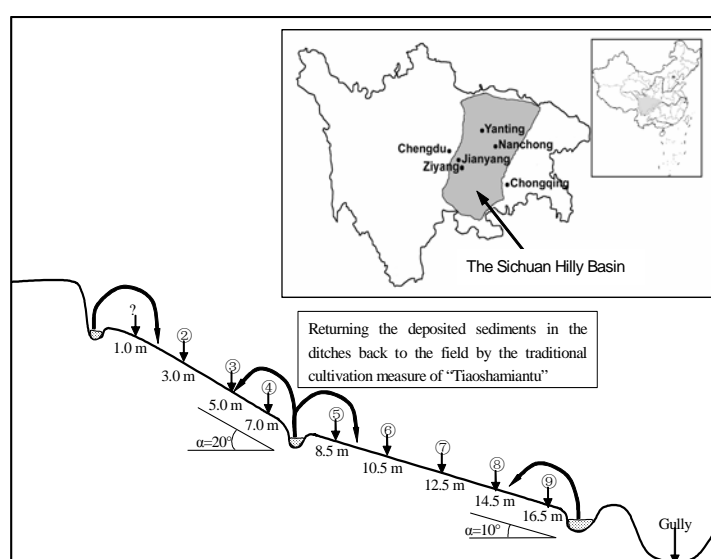 Yanting
Nanchong
Chengdu
Jianyang
Ziyang
Chongqing
The Sichuan Hilly Basin
Returning the deposited sediments in the
ditches back to the field by the traditional
cultivation measure of “Tiaoshamiantu”
?
1.0 m
②
3.0 m
③
5.0 m
④
7.0 m
α=20°
⑤
8.5 m
⑥
10.5 m
⑦
12.5 m
⑧
14.5 m
⑨
16.5 m
α=10°
Gully